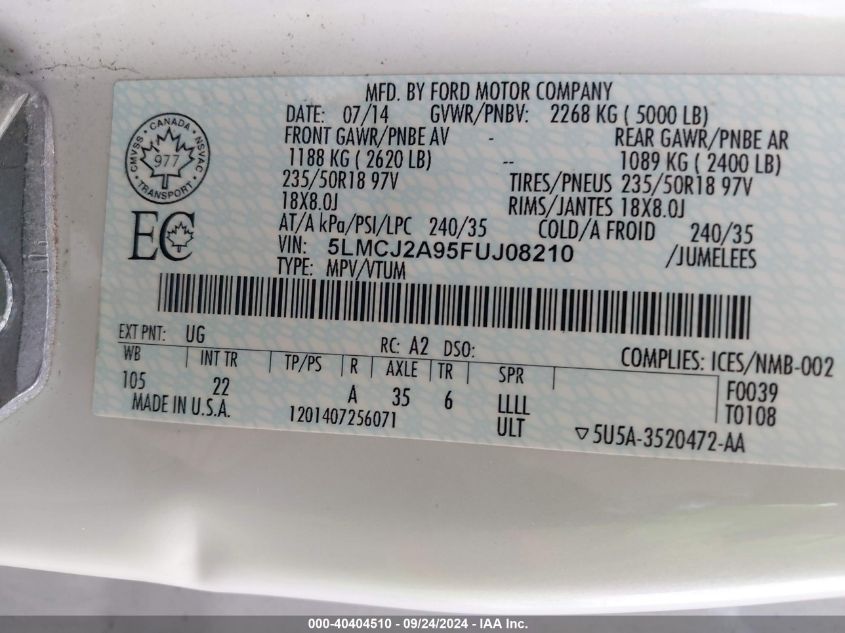 MFD. BY FORD MOTOR COMPANY
DATE: 07/14 GVWR/PNBV: 2268 KG ( 5000 LB)
FRONT GAWR/PNBE AV - REAR GAWR/PNBE AR
1188 KG ( 2620 LB) -- 1089 KG ( 2400 LB)
235/50R18 97V TIRES/PNEUS 235/50R18 97V
18X8.0J RIMS/JANTES 18X8.0J
AT/A kPa/PSI/LPC 240/35 COLD/A FROID 240/35
VIN: 5LMCJ2A95FUJ08210 /JUMELEES
TYPE: MPV/VTUM
CANADA
CMVSS NSVAC
977
TRANSPORT
EC
EXT PNT: UG RC: A2 DSO: COMPLIES: ICES/NMB-002
WB INT TR TP/PS R AXLE TR SPR F0039
105 22 A 35 6 LLLL T0108
MADE IN U.S.A. 1201407256071 ULT ▽5U5A-3520472-AA
000-40404510 - 09/24/2024 - IAA Inc.